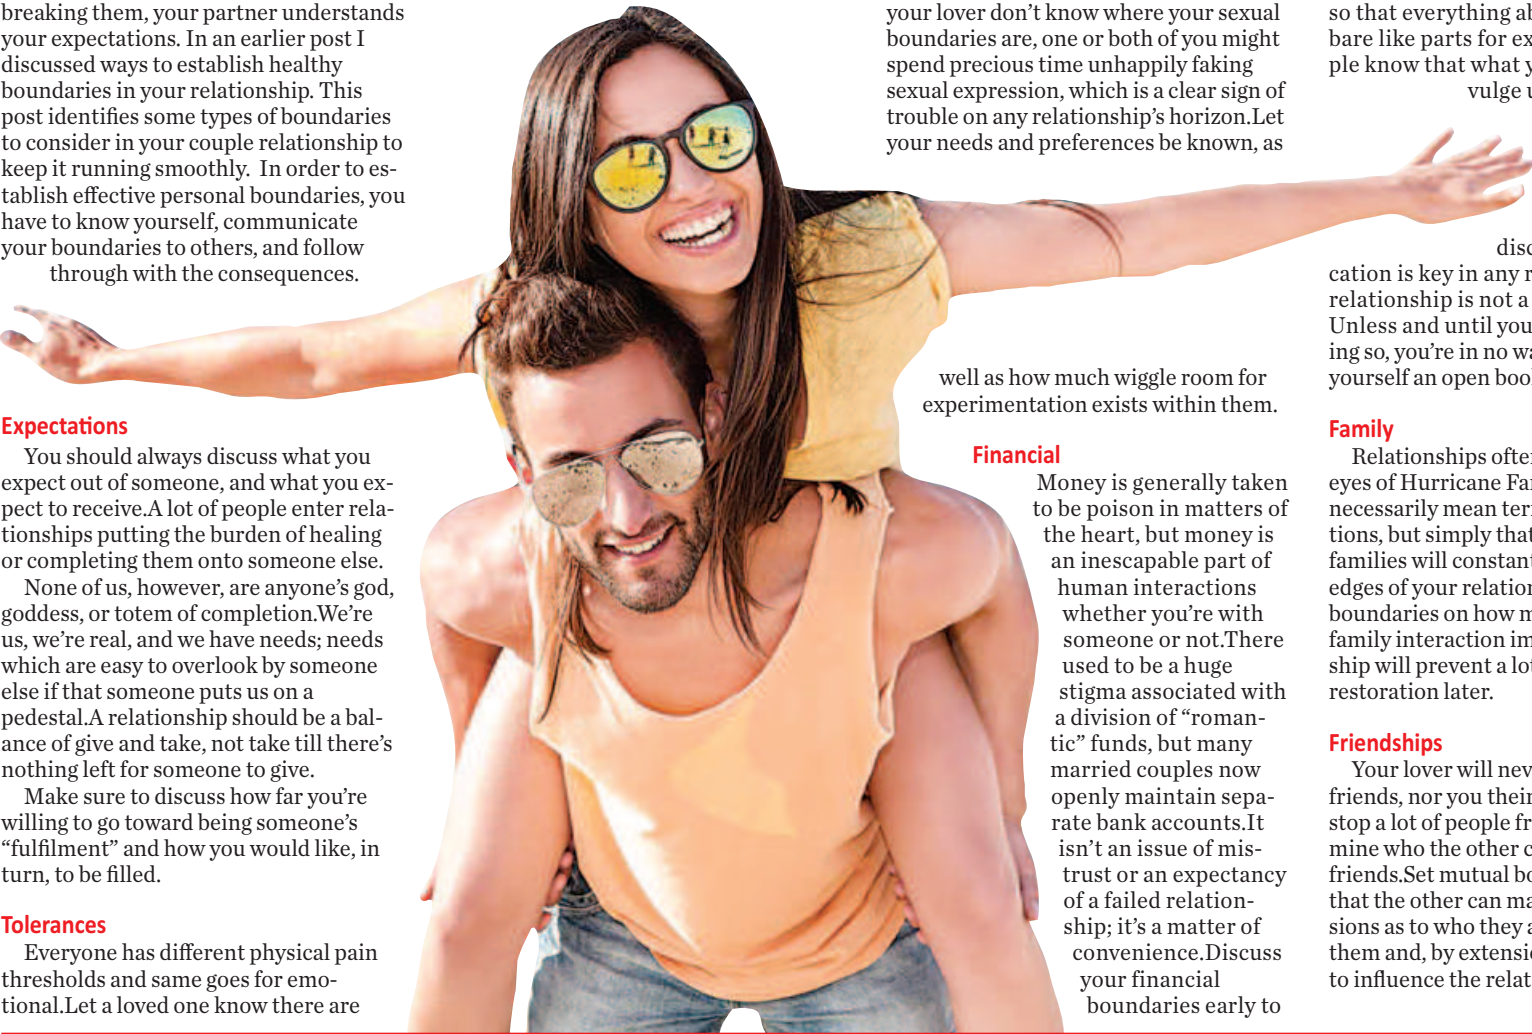 breaking them, your partner understands
your expectations. In an earlier post I
discussed ways to establish healthy
boundaries in your relationship. This
post identifies some types of boundaries
to consider in your couple relationship to
keep it running smoothly.  In order to es-
tablish effective personal boundaries, you
have to know yourself, communicate
your boundaries to others, and follow
through with the consequences.
Expectations
You should always discuss what you
expect out of someone, and what you ex-
pect to receive.A lot of people enter rela-
tionships putting the burden of healing
or completing them onto someone else.
None of us, however, are anyone’s god,
goddess, or totem of completion.We’re
us, we’re real, and we have needs; needs
which are easy to overlook by someone
else if that someone puts us on a
pedestal.A relationship should be a bal-
ance of give and take, not take till there’s
nothing left for someone to give.
Make sure to discuss how far you’re
willing to go toward being someone’s
“fulfilment” and how you would like, in
turn, to be filled.
Tolerances
Everyone has different physical pain
thresholds and same goes for emo-
tional.Let a loved one know there are
your lover don’t know where your sexual
boundaries are, one or both of you might
spend precious time unhappily faking
sexual expression, which is a clear sign of
trouble on any relationship’s horizon.Let
your needs and preferences be known, as
well as how much wiggle room for
experimentation exists within them.
Financial
Money is generally taken
to be poison in matters of
the heart, but money is
an inescapable part of
human interactions
whether you’re with
someone or not.There
used to be a huge
stigma associated with
a division of “roman-
tic” funds, but many
married couples now
openly maintain sepa-
rate bank accounts.It
isn’t an issue of mis-
trust or an expectancy
of a failed relation-
ship; it’s a matter of
convenience.Discuss
your financial
boundaries early to
so that everything ab
bare like parts for ex
ple know that what y
vulge u
disc
cation is key in any r
relationship is not a
Unless and until you
ing so, you’re in no wa
yourself an open boo
Family
Relationships ofte
eyes of Hurricane Fa
necessarily mean ter
tions, but simply that
families will constant
edges of your relation
boundaries on how m
family interaction im
ship will prevent a lot
restoration later.
Friendships
Your lover will nev
friends, nor you their
stop a lot of people fr
mine who the other c
friends.Set mutual bo
that the other can ma
sions as to who they a
them and, by extensi
to influence the relat